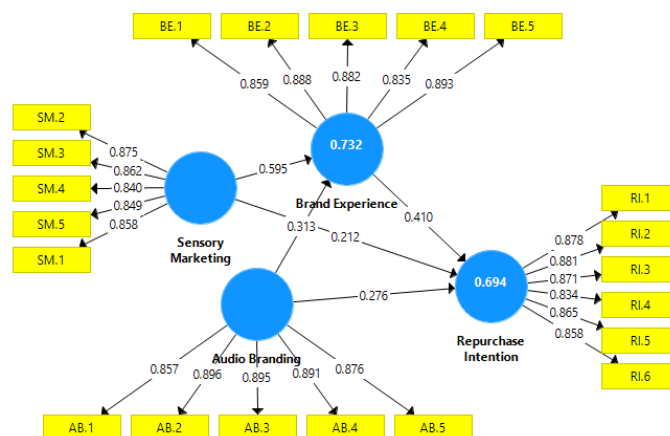 BE.1
BE.2
BE.3
BE.4
BE.5
0.859
0.888
0.882
0.835
0.893
SM.2
SM.3
SM.4
SM.5
SM.1
0.875
0.862
0.840
0.849
0.858
0.595
0.732
Brand Experience
Sensory
Marketing
0.313
0.212
0.410
0.276
0.694
Repurchase
Intention
RI.1
RI.2
RI.3
RI.4
RI.5
RI.6
0.878
0.881
0.871
0.834
0.865
0.858
Audio Branding
0.857
0.896
0.895
0.891
0.876
AB.1
AB.2
AB.3
AB.4
AB.5